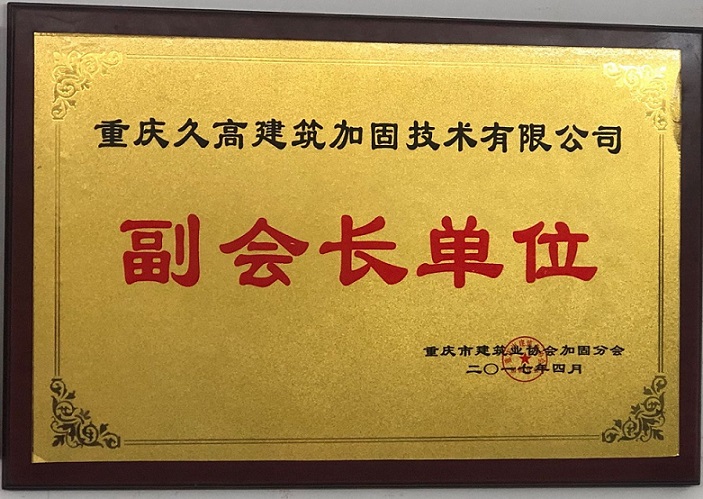 重庆久高建筑加固技术有限公司
副会长单位
重庆市建筑业协会加固分会
二〇一七年四月